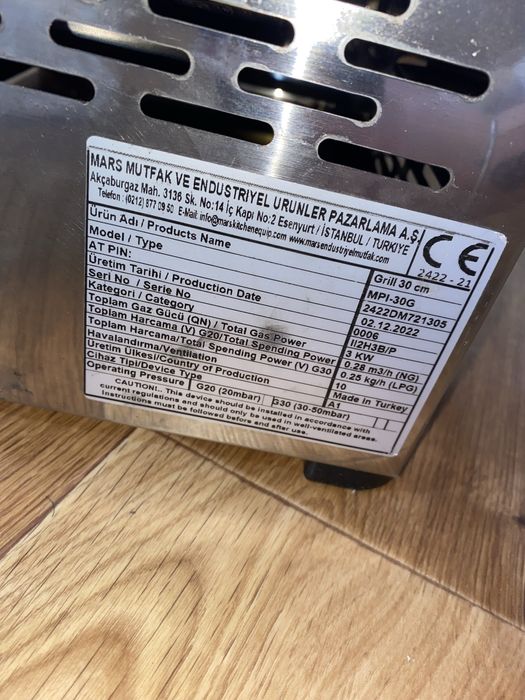 MARS MUTFAK VE ENDUSTRIYEL URUNLER PAZARLAMA A.Ş.
Akçaburgaz Mah. 3136 Sk. No:14 İç Kapı No:2 Esenyurt / İSTANBUL / TURKIYE
Telefon: (0212) 877 09 50 E-Mail: info@marskitchenequip.com www.marsendustriyelmutfak.com
CE
2422 - 21
Ürün Adı / Products Name Grill 30 cm
Model / Type MPI-30G
AT PIN: 2422DM721305
Üretim Tarihi / Production Date 02.12.2022
Seri No / Serie No 0006
Kategori / Category II2H3B/P
Toplam Gaz Gücü (QN) / Total Gas Power 3 KW
Toplam Harcama (V) G20/Total Spending Power 0.28 m3/h (NG)
Toplam Harcama/Total Spending Power (V) G30 0.25 kg/h (LPG)
Havalandırma/Ventilation 10
Üretim Ülkesi/Country of Production Made in Turkey
Cihaz Tipi/Device Type A1
Operating Pressure G20 (20mbar) G30 (30-50mbar)
CAUTION!.. This device should be installed in accordance with
current regulations and should only be used in well-ventilated areas.
Instructions must be followed before and after use.